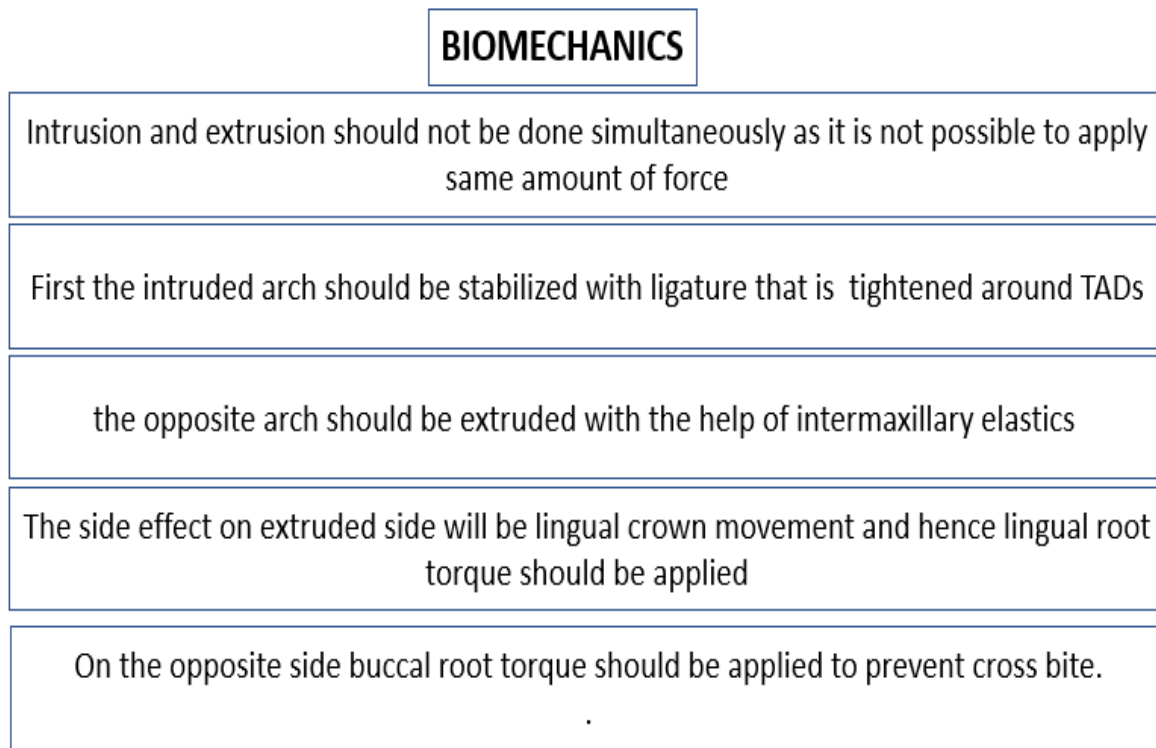 BIOMECHANICS
Intrusion and extrusion should not be done simultaneously as it is not possible to apply
same amount of force
First the intruded arch should be stabilized with ligature that is  tightened around TADs
the opposite arch should be extruded with the help of intermaxillary elastics
The side effect on extruded side will be lingual crown movement and hence lingual root
torque should be applied
On the opposite side buccal root torque should be applied to prevent cross bite.
.